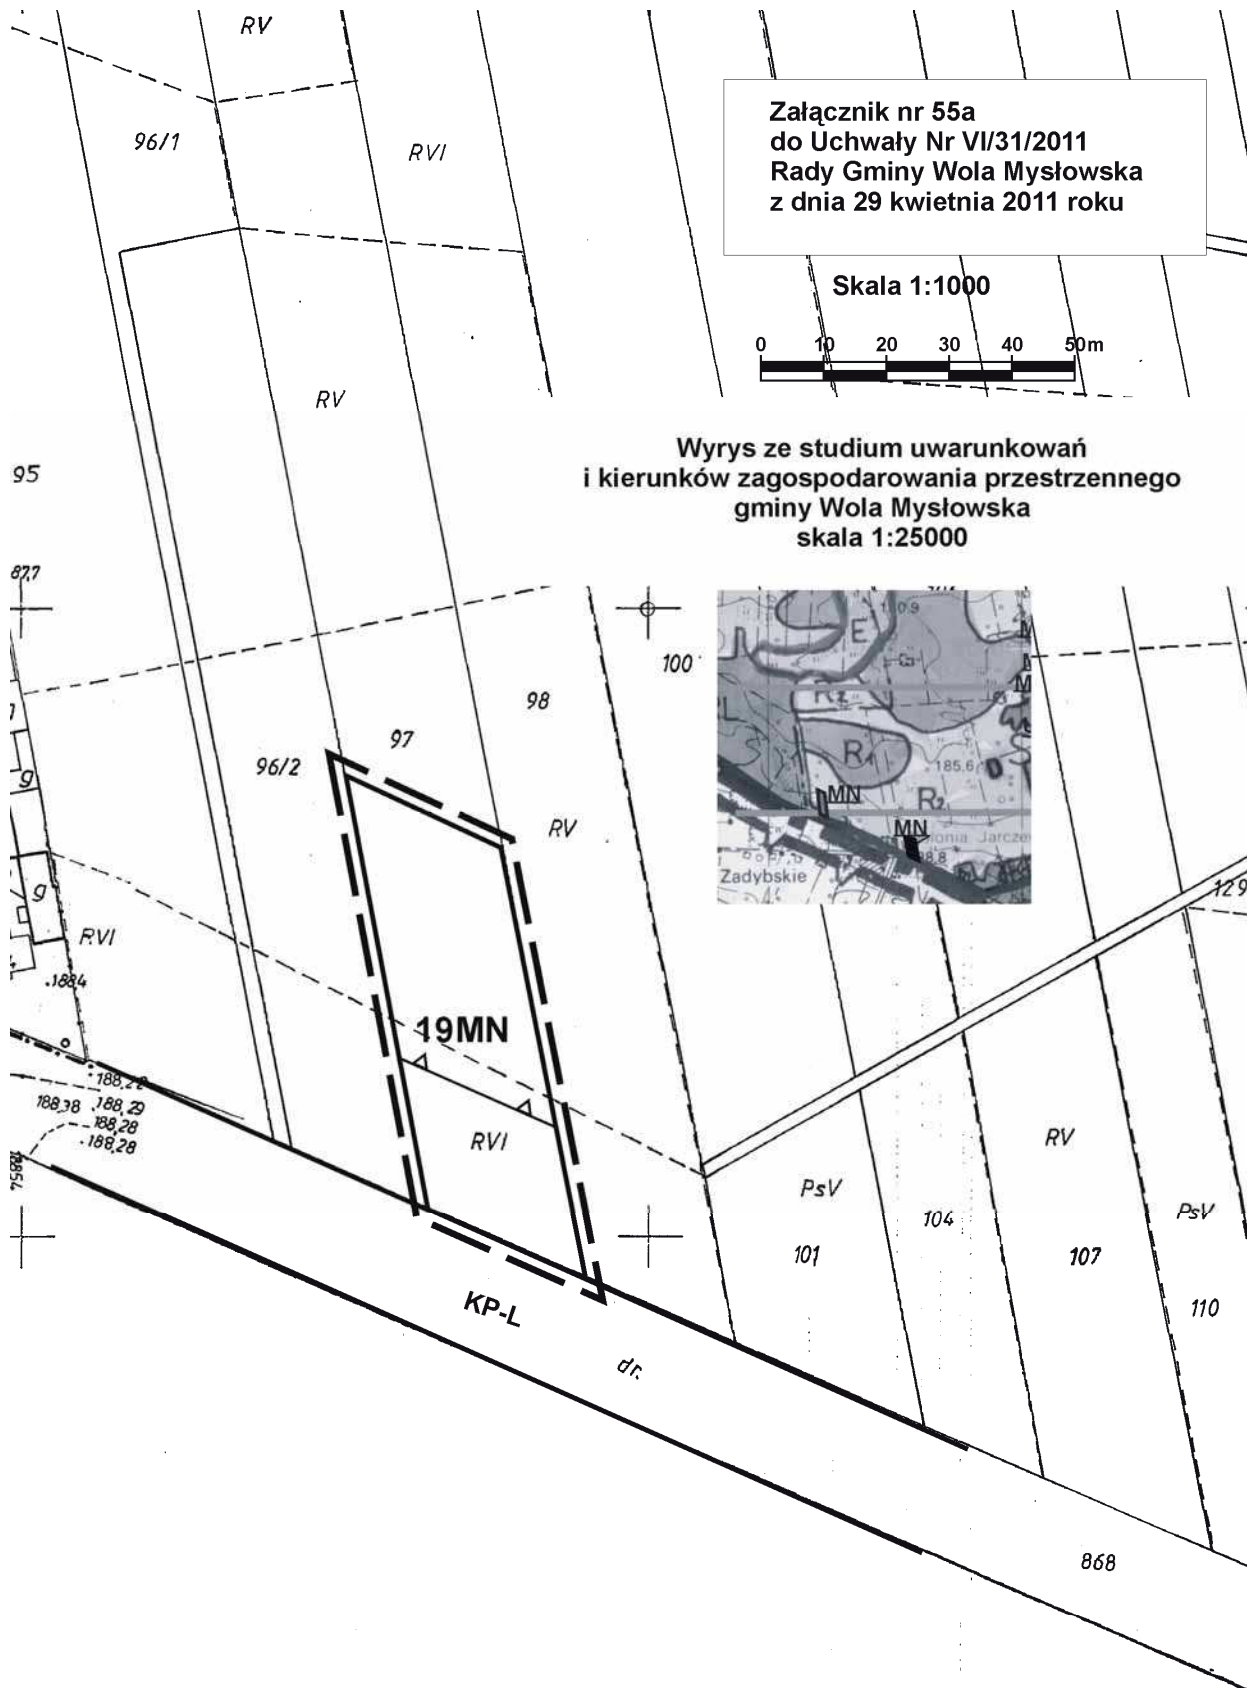 RV
96/1
RVI
Załącznik nr 55a
do Uchwały Nr VI/31/2011
Rady Gminy Wola Mysłowska
z dnia 29 kwietnia 2011 roku
Skala 1:1000
0 10 20 30 40 50m
RV
95
Wyrys ze studium uwarunkowań
i kierunków zagospodarowania przestrzennego
gminy Wola Mysłowska
skala 1:25000
87,7
100
98
97
96/2
RV
E
R2
R1
185.6
MN
R2
MN
Zadybskie
g
g
RVI
.188,4
129
19MN
188,22
188,38 .188,29
188,28
.188,28
RVI
RV
PsV
104
PsV
101
107
110
KP-L
dr.
868